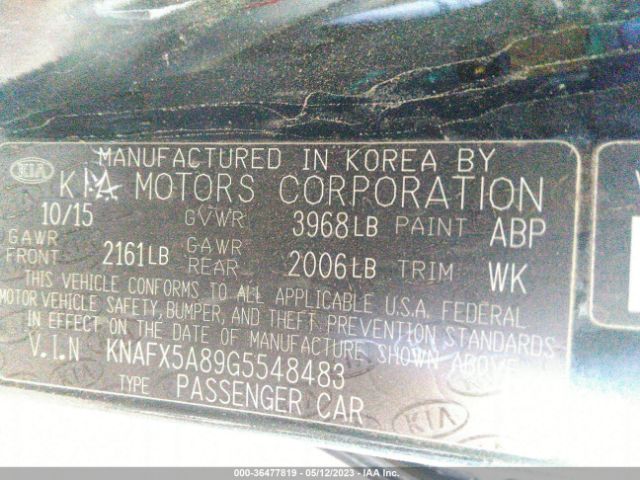 MANUFACTURED IN KOREA BY
KIA KIA MOTORS CORPORATION
10/15 GVWR 3968LB PAINT ABP
GAWR FRONT 2161LB GAWR REAR 2006LB TRIM WK
THIS VEHICLE CONFORMS TO ALL APPLICABLE U.S.A. FEDERAL
MOTOR VEHICLE SAFETY, BUMPER, AND THEFT PREVENTION STANDARDS
IN EFFECT ON THE DATE OF MANUFACTURE SHOWN ABOVE.
V.I.N KNAFX5A89G5548483
TYPE PASSENGER CAR
KIA
000-36477819 - 05/12/2023 - IAA Inc.